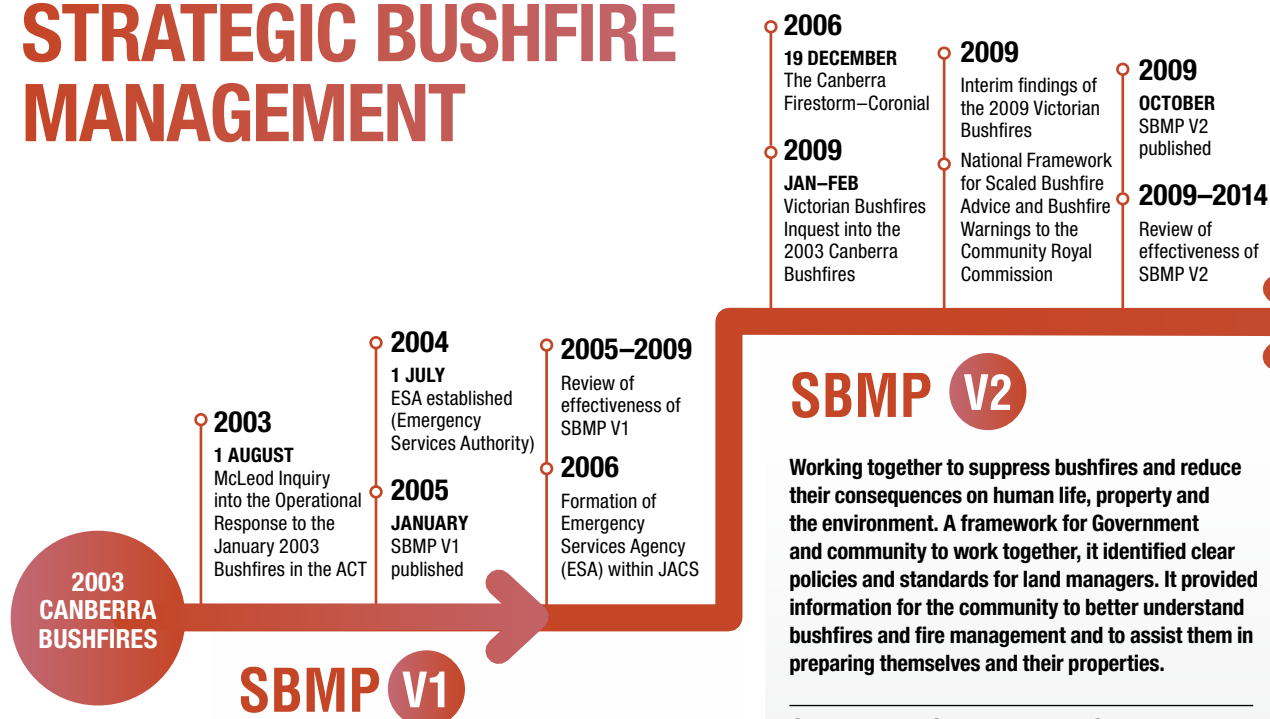 STRATEGIC BUSHFIRE
MANAGEMENT
2003
CANBERRA
BUSHFIRES
2003
1 AUGUST
McLeod Inquiry
into the Operational
Response to the
January 2003
Bushfires in the ACT
2004
1 JULY
ESA established
(Emergency
Services Authority)
2005
JANUARY
SBMP V1
published
2005–2009
Review of
effectiveness of
SBMP V1
2006
Formation of
Emergency
Services Agency
(ESA) within JACS
SBMP V1
2006
19 DECEMBER
The Canberra
Firestorm–Coronial
2009
JAN–FEB
Victorian Bushfires
Inquest into the
2003 Canberra
Bushfires
2009
Interim findings of
the 2009 Victorian
Bushfires
National Framework
for Scaled Bushfire
Advice and Bushfire
Warnings to the
Community Royal
Commission
2009
OCTOBER
SBMP V2
published
2009–2014
Review of
effectiveness of
SBMP V2
SBMP V2
Working together to suppress bushfires and reduce
their consequences on human life, property and
the environment. A framework for Government
and community to work together, it identified clear
policies and standards for land managers. It provided
information for the community to better understand
bushfires and fire management and to assist them in
preparing themselves and their properties.